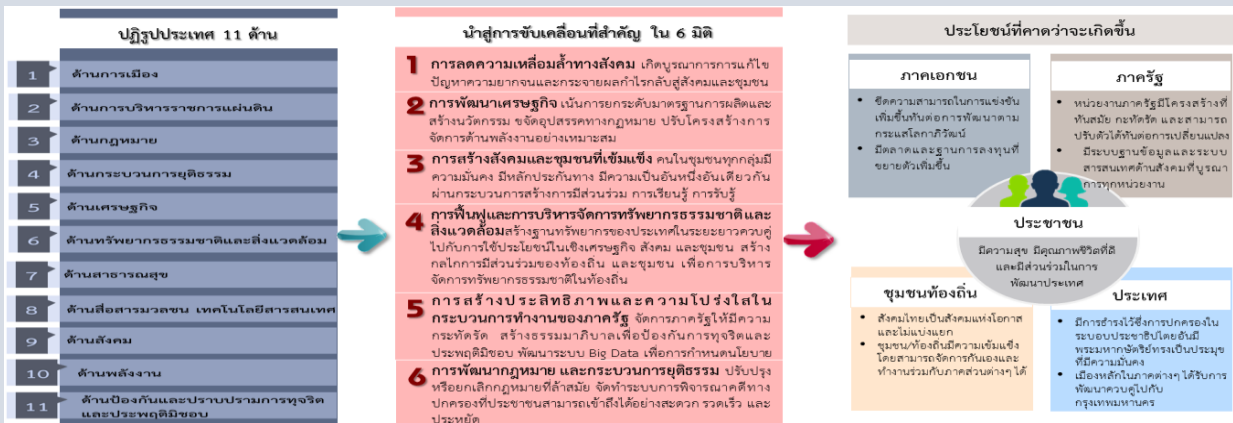 ปฏิรูปประเทศ 11 ด้าน
1 ด้านการเมือง
2 ด้านการบริหารราชการแผ่นดิน
3 ด้านกฎหมาย
4 ด้านกระบวนการยุติธรรม
5 ด้านเศรษฐกิจ
6 ด้านทรัพยากรธรรมชาติและสิ่งแวดล้อม
7 ด้านสาธารณสุข
8 ด้านสื่อสารมวลชน เทคโนโลยีสารสนเทศ
9 ด้านสังคม
10 ด้านพลังงาน
11 ด้านป้องกันและปราบปรามการทุจริต
และประพฤติมิชอบ
นำสู่การขับเคลื่อนที่สำคัญ ใน 6 มิติ
1 การลดความเหลื่อมล้ำทางสังคม เกิดบูรณาการการแก้ไข
ปัญหาความยากจนและกระจายผลกำไรกลับสู่สังคมและชุมชน
2 การพัฒนาเศรษฐกิจ เน้นการยกระดับมาตรฐานการผลิตและ
สร้างนวัตกรรม ขจัดอุปสรรคทางกฎหมาย ปรับโครงสร้างการ
จัดการด้านพลังงานอย่างเหมาะสม
3 การสร้างสังคมและชุมชนที่เข้มแข็ง คนในชุมชนทุกกลุ่มมี
ความมั่นคง มีหลักประกันทาง มีความเป็นอันหนึ่งอันเดียวกัน
ผ่านกระบวนการสร้างการมีส่วนร่วม การเรียนรู้ การรับรู้
4 การฟื้นฟูและการบริหารจัดการทรัพยากรธรรมชาติและ
สิ่งแวดล้อมสร้างฐานทรัพยากรของประเทศในระยะยาวควบคู่
ไปกับการใช้ประโยชน์ในเชิงเศรษฐกิจ สังคม และชุมชน สร้าง
กลไกการมีส่วนร่วมของท้องถิ่น และชุมชน เพื่อการบริหาร
จัดการทรัพยากรธรรมชาติในท้องถิ่น
5 การสร้างประสิทธิภาพและความโปร่งใสใน
กระบวนการทำงานของภาครัฐ จัดการภาครัฐให้มีความ
กระทัดรัด สร้างธรรมมาภิบาลเพื่อป้องกันการทุจริตและ
ประพฤติมิชอบ พัฒนาระบบ Big Data เพื่อการกำหนดนโยบาย
6 การพัฒนากฎหมาย และกระบวนการยุติธรรม ปรับปรุง
หรือยกเลิกกฎหมายที่ล้าสมัย จัดทำระบบการพิจารณาคดีทาง
ปกครองที่ประชาชนสามารถเข้าถึงได้อย่างสะดวก รวดเร็ว และ
ประหยัด
ประโยชน์ที่คาดว่าจะเกิดขึ้น
ภาคเอกชน
• ขีดความสามารถในการแข่งขัน
เพิ่มขึ้นทันต่อการพัฒนาตาม
กระแสโลกาภิวัฒน์
• มีตลาดและฐานการลงทุนที่
ขยายตัวเพิ่มขึ้น
ภาครัฐ
• หน่วยงานภาครัฐมีโครงสร้างที่
ทันสมัย กะทัดรัด และสามารถ
ปรับตัวได้ทันต่อการเปลี่ยนแปลง
• มีระบบฐานข้อมูลและระบบ
สารสนเทศด้านสังคมที่บูรณา
การทุกหน่วยงาน
ประชาชน
มีความสุข มีคุณภาพชีวิตที่ดี
และมีส่วนร่วมในการ
พัฒนาประเทศ
ชุมชนท้องถิ่น
• สังคมไทยเป็นสังคมแห่งโอกาส
และไม่แบ่งแยก
• ชุมชน/ท้องถิ่นมีความเข้มแข็ง
โดยสามารถจัดการกันเองและ
ทำงานร่วมกับภาคส่วนต่างๆ ได้
ประเทศ
• มีการธำรงไว้ซึ่งการปกครองใน
ระบอบประชาธิปไตยอันมี
พระมหากษัตริย์ทรงเป็นประมุข
ที่มีความมั่นคง
• เมืองหลักในภาคต่างๆ ได้รับการ
พัฒนาควบคู่ไปกับ
กรุงเทพมหานคร